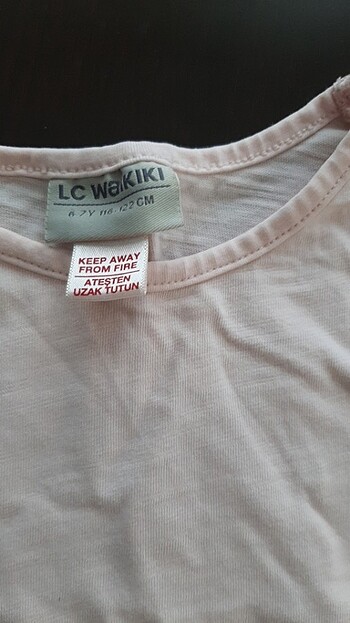 LC WaIKIKI
6-7Y 116-122 CM
KEEP AWAY
FROM FIRE
ATEŞTEN
UZAK TUTUN